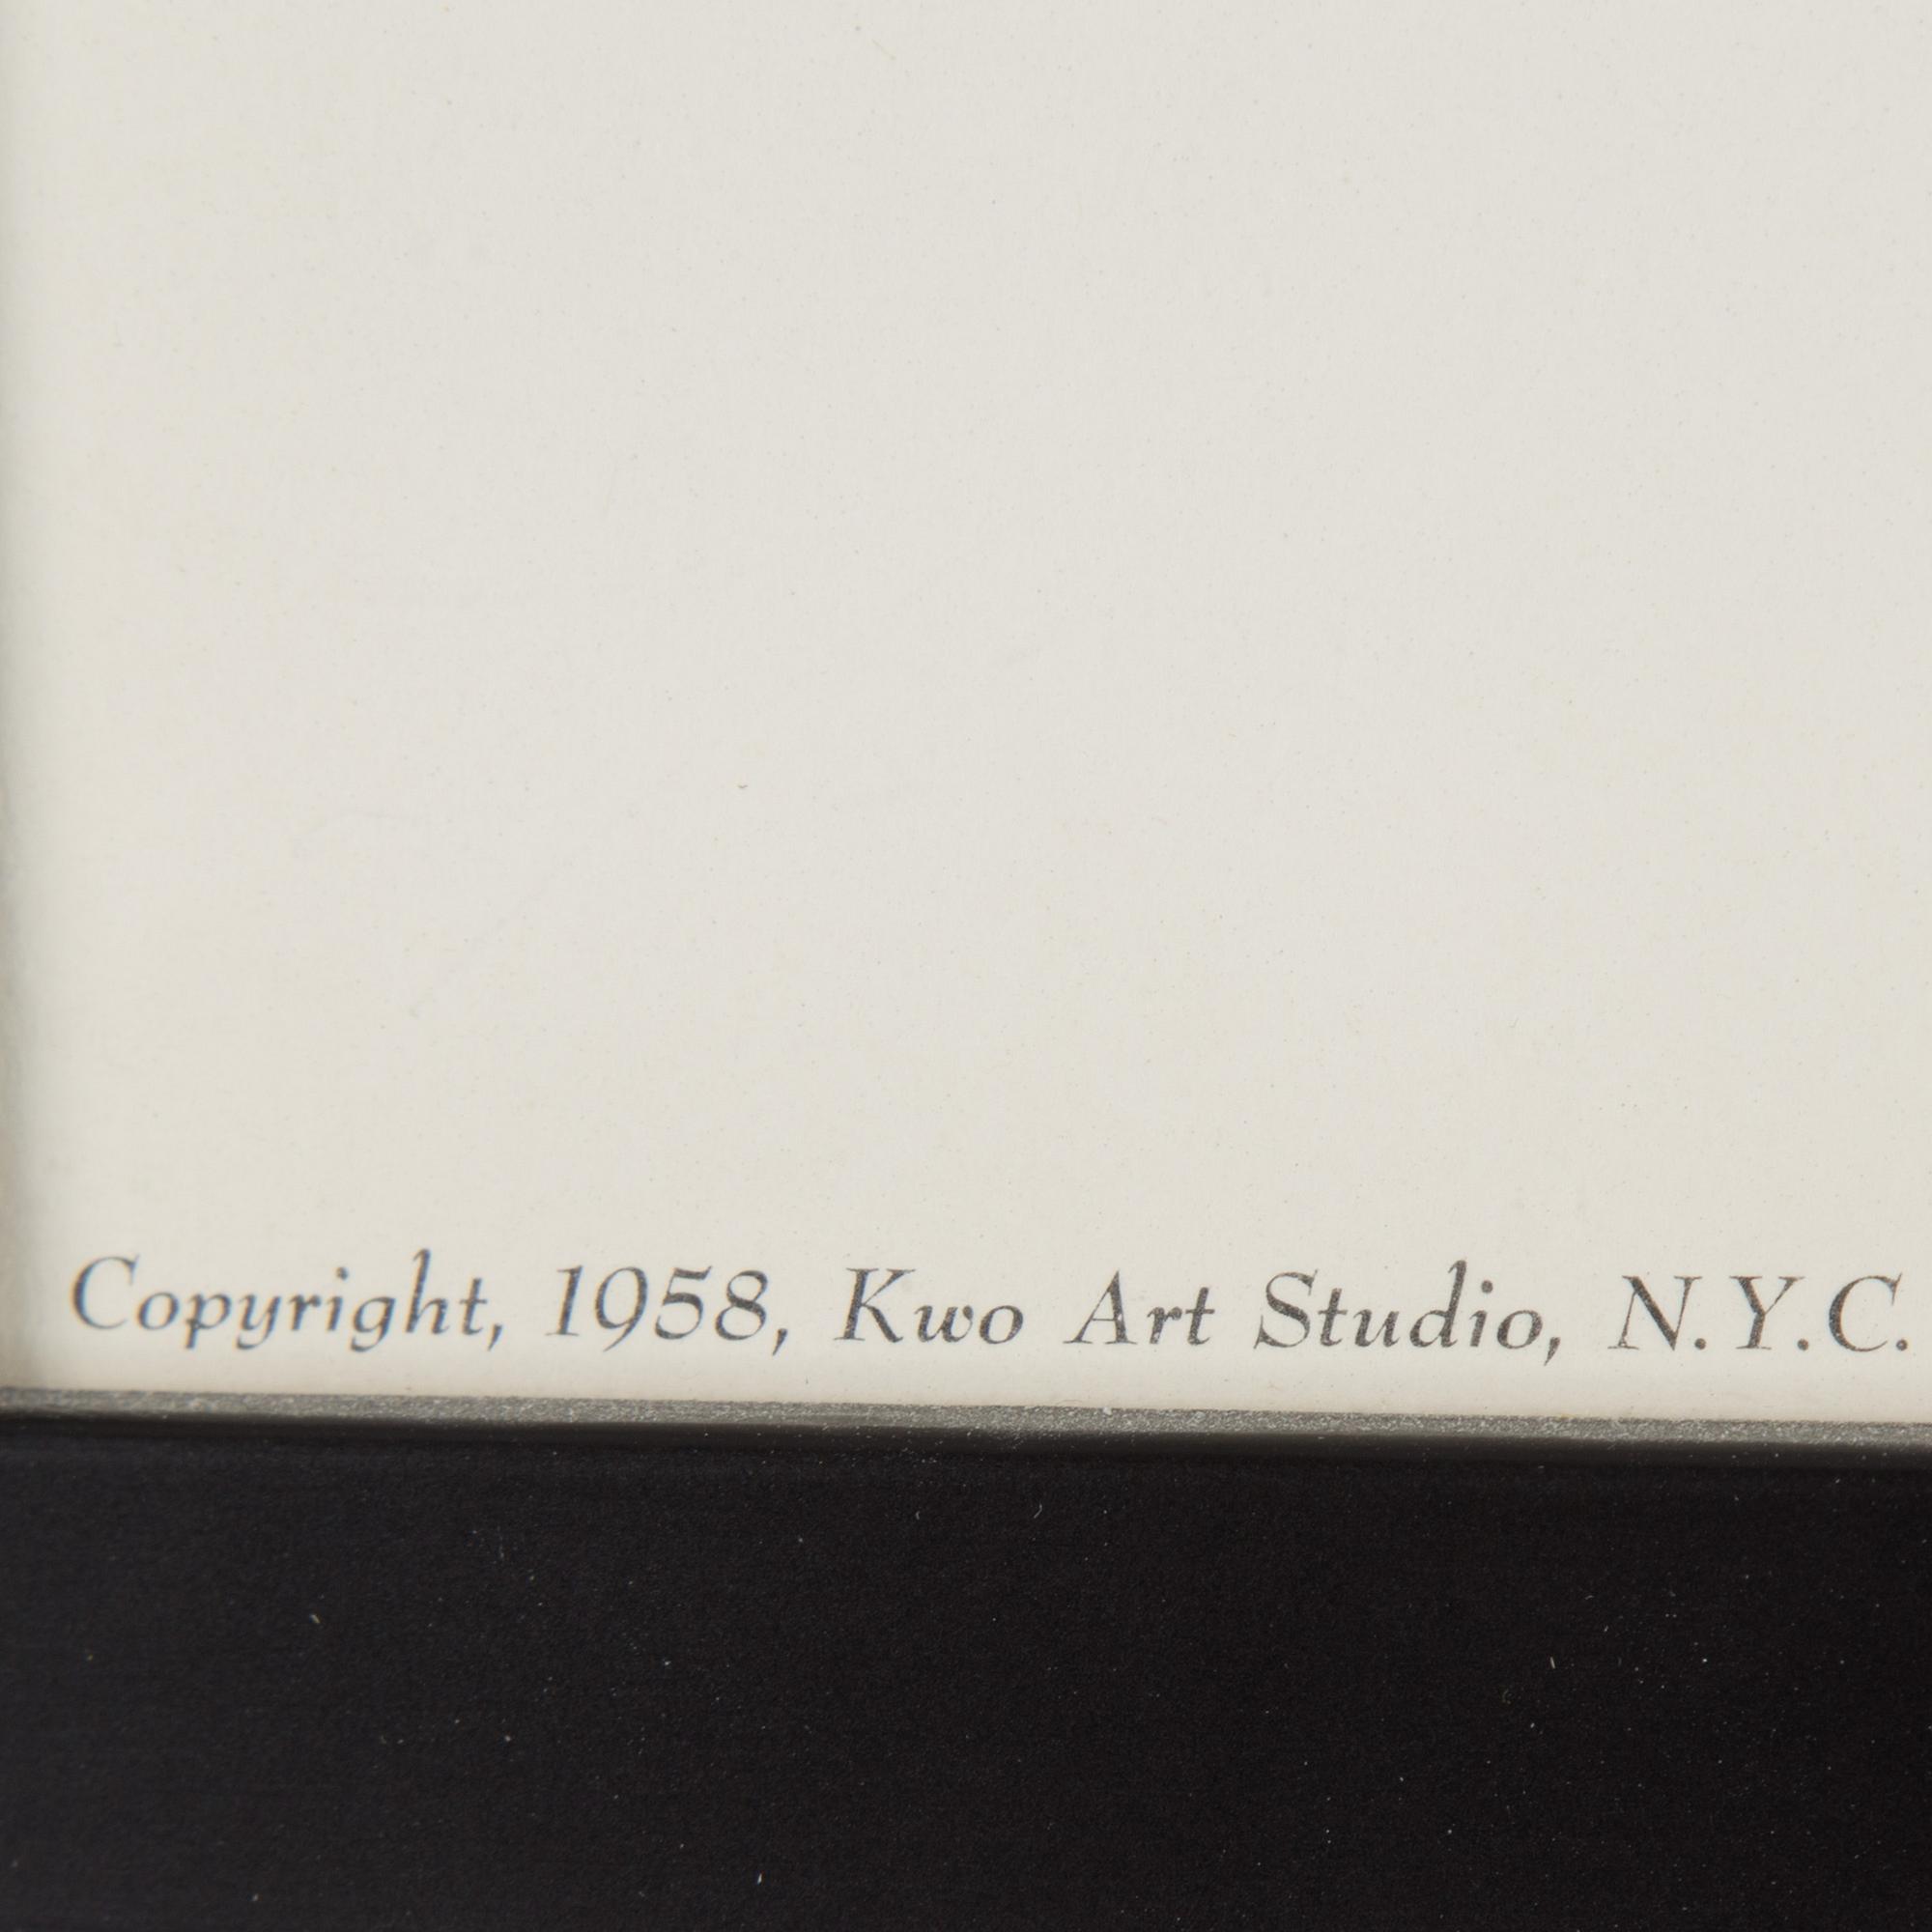 Copyright, 1958, Kwo Art Studio, N.Y.C.